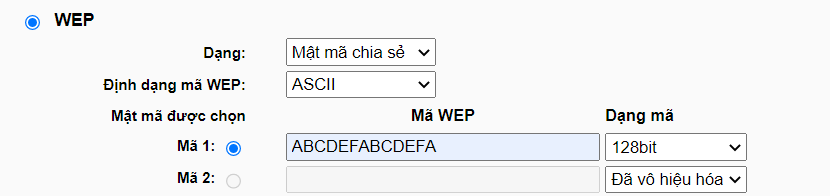 WEP
Dạng: Mật mã chia sẻ
Định dạng mã WEP: ASCII
Mật mã được chọn Mã WEP Dạng mã
Mã 1: ABCDEFABCDEFA 128bit
Mã 2: Đã vô hiệu hóa